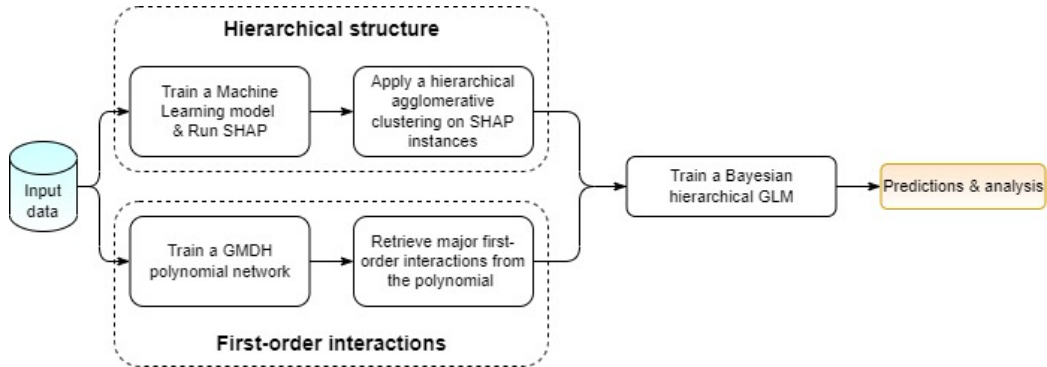 Hierarchical structure
Train a Machine
Learning model
& Run SHAP
Apply a hierarchical
agglomerative
clustering on SHAP
instances
Input
data
Train a Bayesian
hierarchical GLM
Predictions & analysis
Train a GMDH
polynomial network
Retrieve major first-
order interactions from
the polynomial
First-order interactions